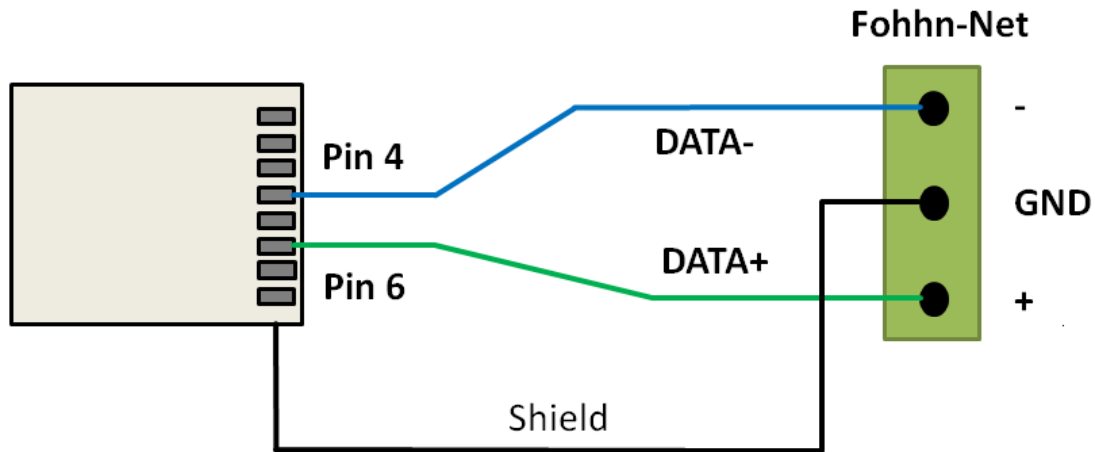 Fohhn-Net
Pin 4
DATA-
-
GND
DATA+
Pin 6
+
Shield